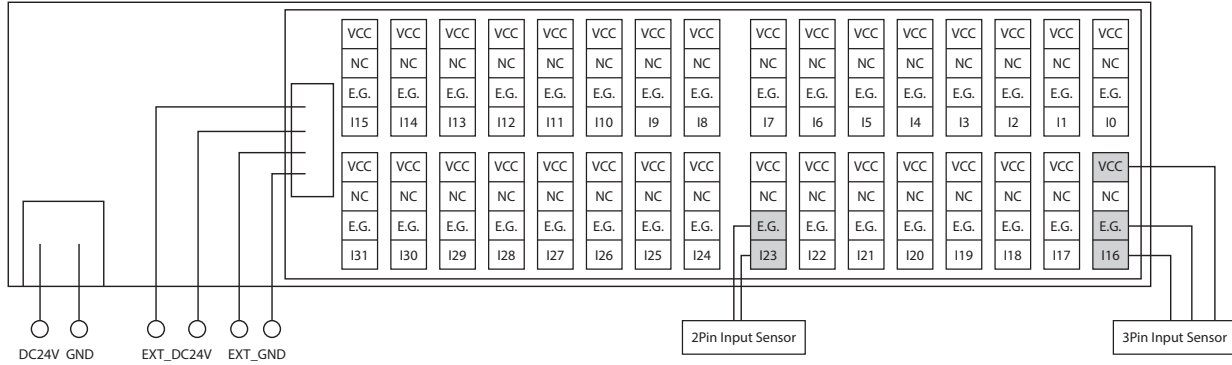 VCC VCC VCC VCC VCC VCC VCC VCC VCC VCC VCC VCC VCC VCC VCC VCC
NC NC NC NC NC NC NC NC NC NC NC NC NC NC NC NC
E.G. E.G. E.G. E.G. E.G. E.G. E.G. E.G. E.G. E.G. E.G. E.G. E.G. E.G. E.G. E.G.
I15 I14 I13 I12 I11 I10 I9 I8 I7 I6 I5 I4 I3 I2 I1 I0
VCC VCC VCC VCC VCC VCC VCC VCC VCC VCC VCC VCC VCC VCC VCC VCC
NC NC NC NC NC NC NC NC NC NC NC NC NC NC NC NC
E.G. E.G. E.G. E.G. E.G. E.G. E.G. E.G. E.G. E.G. E.G. E.G. E.G. E.G. E.G. E.G.
I31 I30 I29 I28 I27 I26 I25 I24 I23 I22 I21 I20 I19 I18 I17 I16
2Pin Input Sensor 3Pin Input Sensor
DC24V GND EXT_DC24V EXT_GND